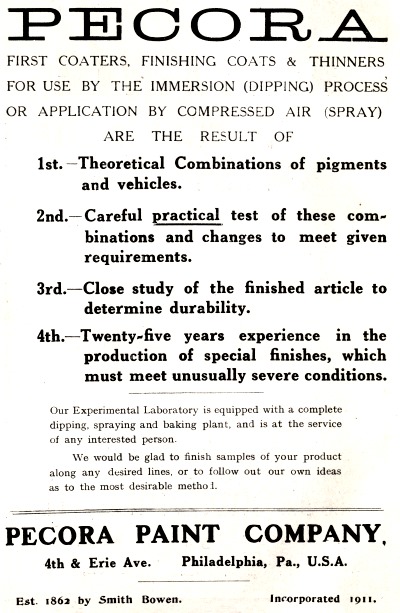 PECORA
FIRST COATERS, FINISHING COATS & THINNERS
FOR USE BY THE IMMERSION (DIPPING) PROCESS
OR APPLICATION BY COMPRESSED AIR (SPRAY)
ARE THE RESULT OF
1st.—Theoretical Combinations of pigments
and vehicles.
2nd.—Careful practical test of these com-
binations and changes to meet given
requirements.
3rd.—Close study of the finished article to
determine durability.
4th.—Twenty-five years experience in the
production of special finishes, which
must meet unusually severe conditions.
Our Experimental Laboratory is equipped with a complete
dipping, spraying and baking plant, and is at the service
of any interested person.
We would be glad to finish samples of your product
along any desired lines, or to follow out our own ideas
as to the most desirable method.
PECORA PAINT COMPANY,
4th & Erie Ave. Philadelphia, Pa., U.S.A.
Est. 1862 by Smith Bowen. Incorporated 1911.